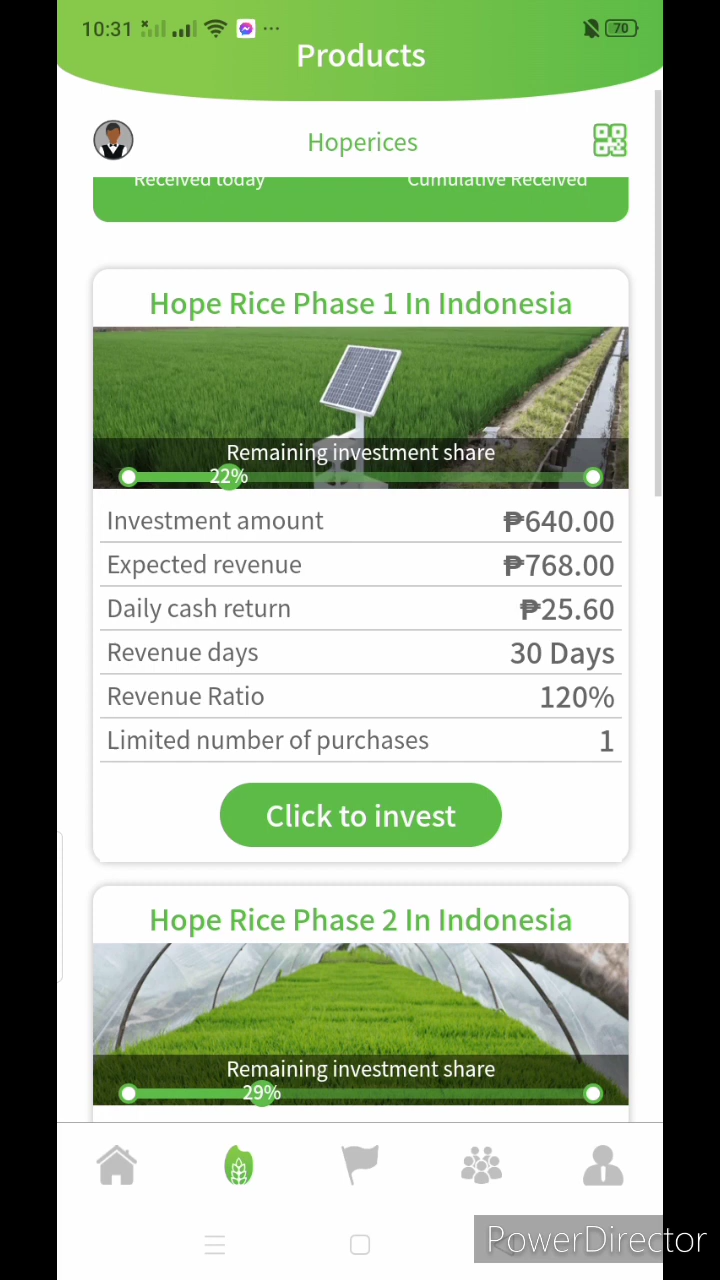 10:31
70
Products
Hoperices
Received today
Cumulative Received
Hope Rice Phase 1 In Indonesia
Remaining investment share
22%
Investment amount ₱640.00
Expected revenue ₱768.00
Daily cash return ₱25.60
Revenue days 30 Days
Revenue Ratio 120%
Limited number of purchases 1
Click to invest
Hope Rice Phase 2 In Indonesia
Remaining investment share
29%
PowerDirector